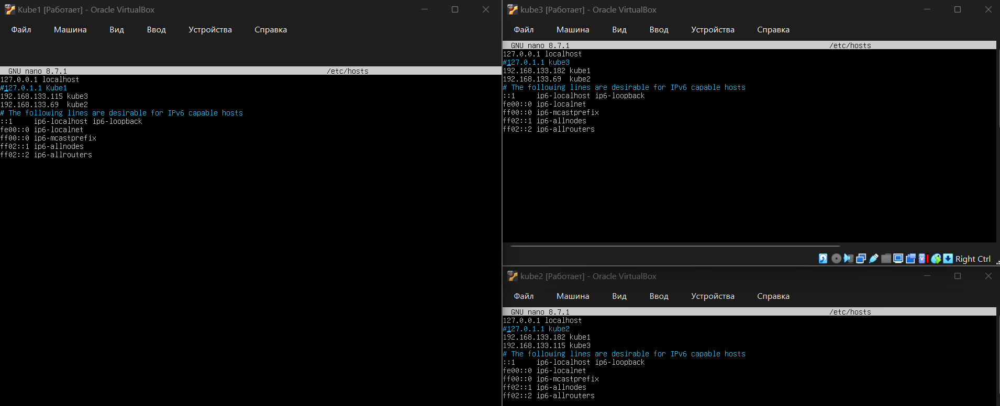 Kube1 [Работает] - Oracle VirtualBox
Файл Машина Вид Ввод Устройства Справка
GNU nano 8.7.1 /etc/hosts
127.0.0.1 localhost
#127.0.1.1 Kube1
192.168.133.115 kube3
192.168.133.69  kube2
# The following lines are desirable for IPv6 capable hosts
::1     ip6-localhost ip6-loopback
fe00::0 ip6-localnet
ff00::0 ip6-mcastprefix
ff02::1 ip6-allnodes
ff02::2 ip6-allrouters
kube3 [Работает] - Oracle VirtualBox
Файл Машина Вид Ввод Устройства Справка
GNU nano 8.7.1 /etc/hosts
127.0.0.1 localhost
#127.0.1.1 kube3
192.168.133.182 kube1
192.168.133.69  kube2
# The following lines are desirable for IPv6 capable hosts
::1     ip6-localhost ip6-loopback
fe00::0 ip6-localnet
ff00::0 ip6-mcastprefix
ff02::1 ip6-allnodes
ff02::2 ip6-allrouters
Right Ctrl
kube2 [Работает] - Oracle VirtualBox
Файл Машина Вид Ввод Устройства Справка
GNU nano 8.7.1 /etc/hosts
127.0.0.1 localhost
#127.0.1.1 kube2
192.168.133.182 kube1
192.168.133.115 kube3
# The following lines are desirable for IPv6 capable hosts
::1     ip6-localhost ip6-loopback
fe00::0 ip6-localnet
ff00::0 ip6-mcastprefix
ff02::1 ip6-allnodes
ff02::2 ip6-allrouters